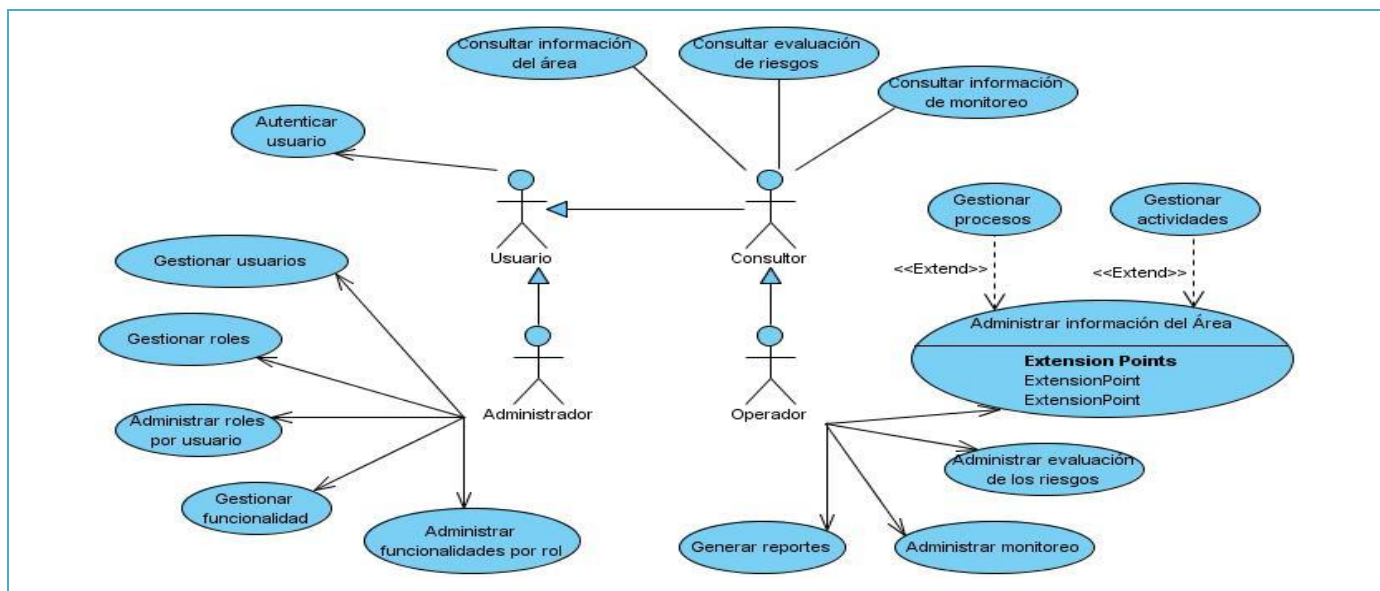 Consultar información
del área
Consultar evaluación
de riesgos
Consultar información
de monitoreo
Autenticar
usuario
Gestionar
procesos
Gestionar
actividades
Usuario
Consultor
<<Extend>>
<<Extend>>
Gestionar usuarios
Administrar información del Área
Extension Points
ExtensionPoint
ExtensionPoint
Gestionar roles
Administrador
Operador
Administrar roles
por usuario
Administrar evaluación
de los riesgos
Gestionar
funcionalidad
Administrar
funcionalidades por rol
Generar reportes
Administrar monitoreo